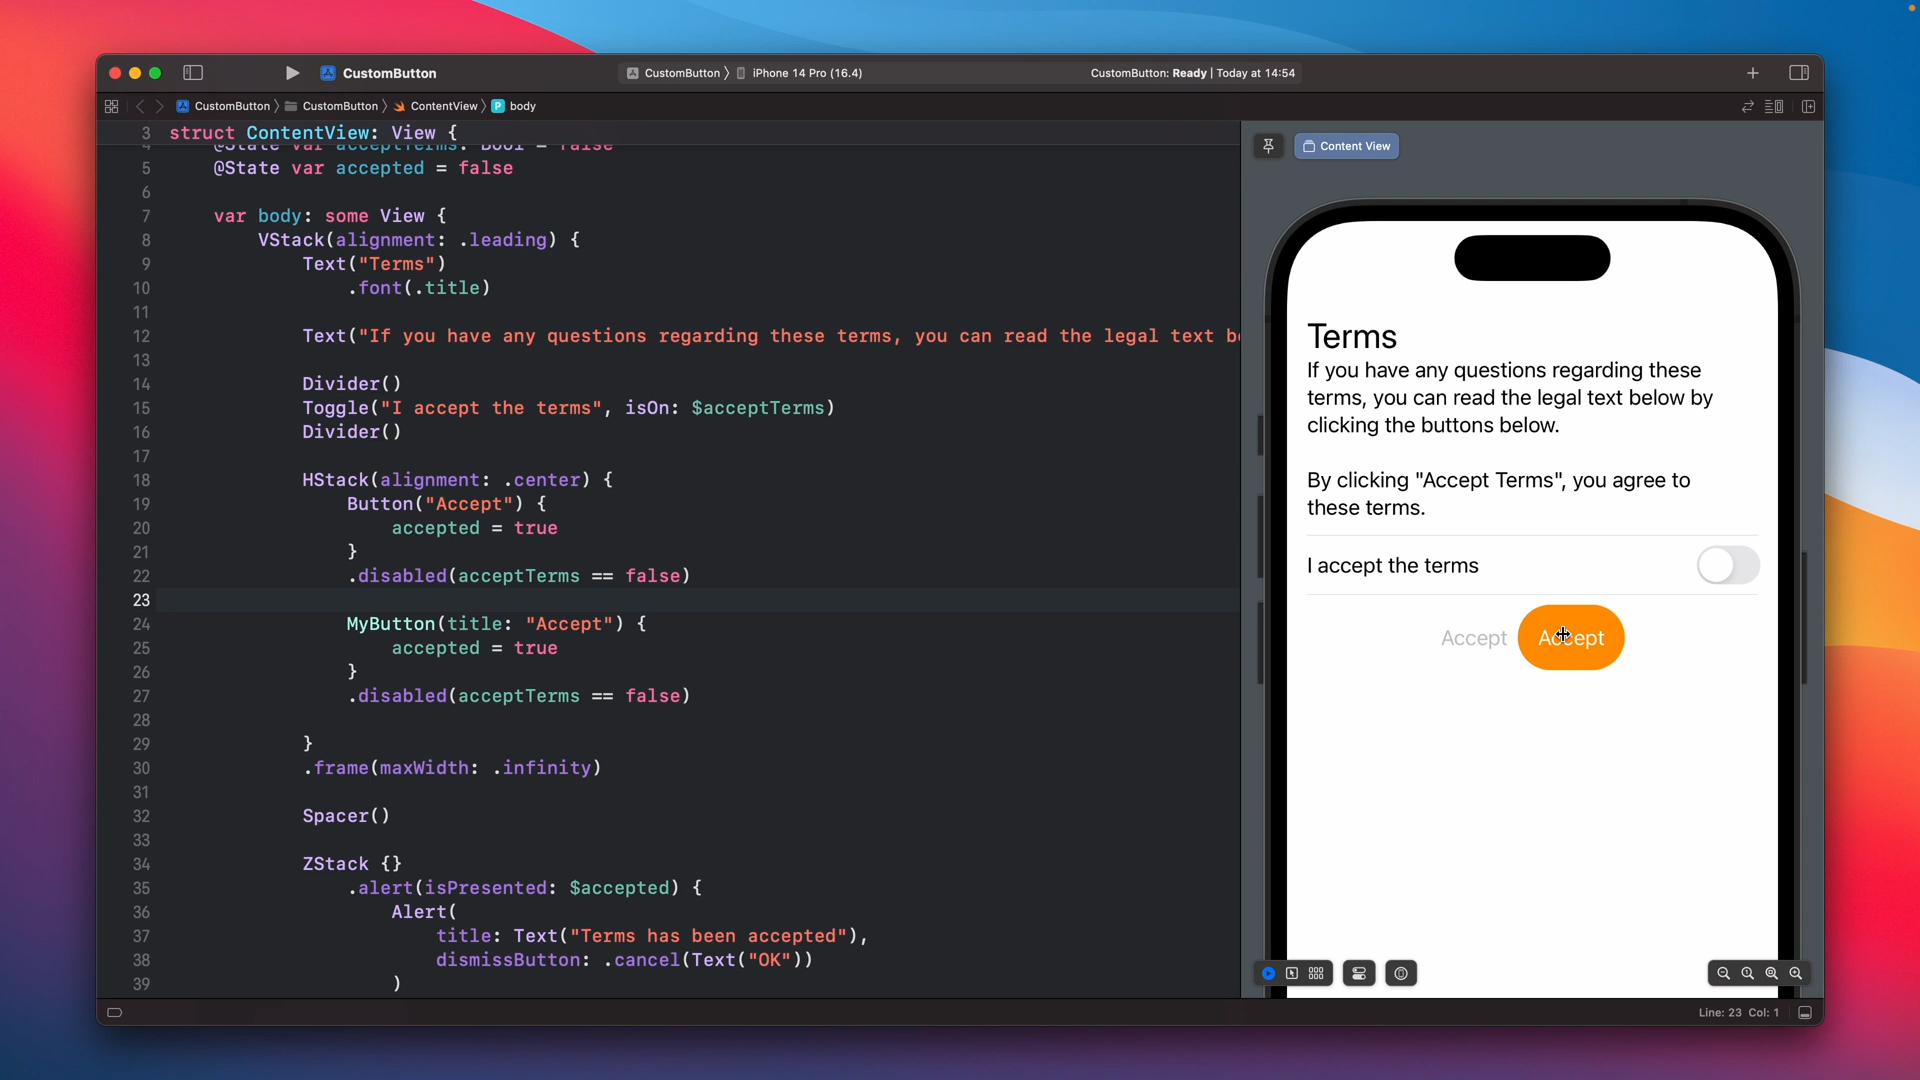 CustomButton
CustomButton 〉 iPhone 14 Pro (16.4)
CustomButton: Ready | Today at 14:54
CustomButton 〉 CustomButton 〉 ContentView 〉 P body
3 struct ContentView: View {
4 @State var acceptTerms: Bool = false
5 @State var accepted = false
6
7 var body: some View {
8 VStack(alignment: .leading) {
9 Text("Terms")
10 .font(.title)
11
12 Text("If you have any questions regarding these terms, you can read the legal text be
13
14 Divider()
15 Toggle("I accept the terms", isOn: $acceptTerms)
16 Divider()
17
18 HStack(alignment: .center) {
19 Button("Accept") {
20 accepted = true
21 }
22 .disabled(acceptTerms == false)
23
24 MyButton(title: "Accept") {
25 accepted = true
26 }
27 .disabled(acceptTerms == false)
28
29 }
30 .frame(maxWidth: .infinity)
31
32 Spacer()
33
34 ZStack {}
35 .alert(isPresented: $accepted) {
36 Alert(
37 title: Text("Terms has been accepted"),
38 dismissButton: .cancel(Text("OK"))
39 )
Content View
Terms
If you have any questions regarding these
terms, you can read the legal text below by
clicking the buttons below.
By clicking "Accept Terms", you agree to
these terms.
I accept the terms
Accept Accept
Line: 23 Col: 1